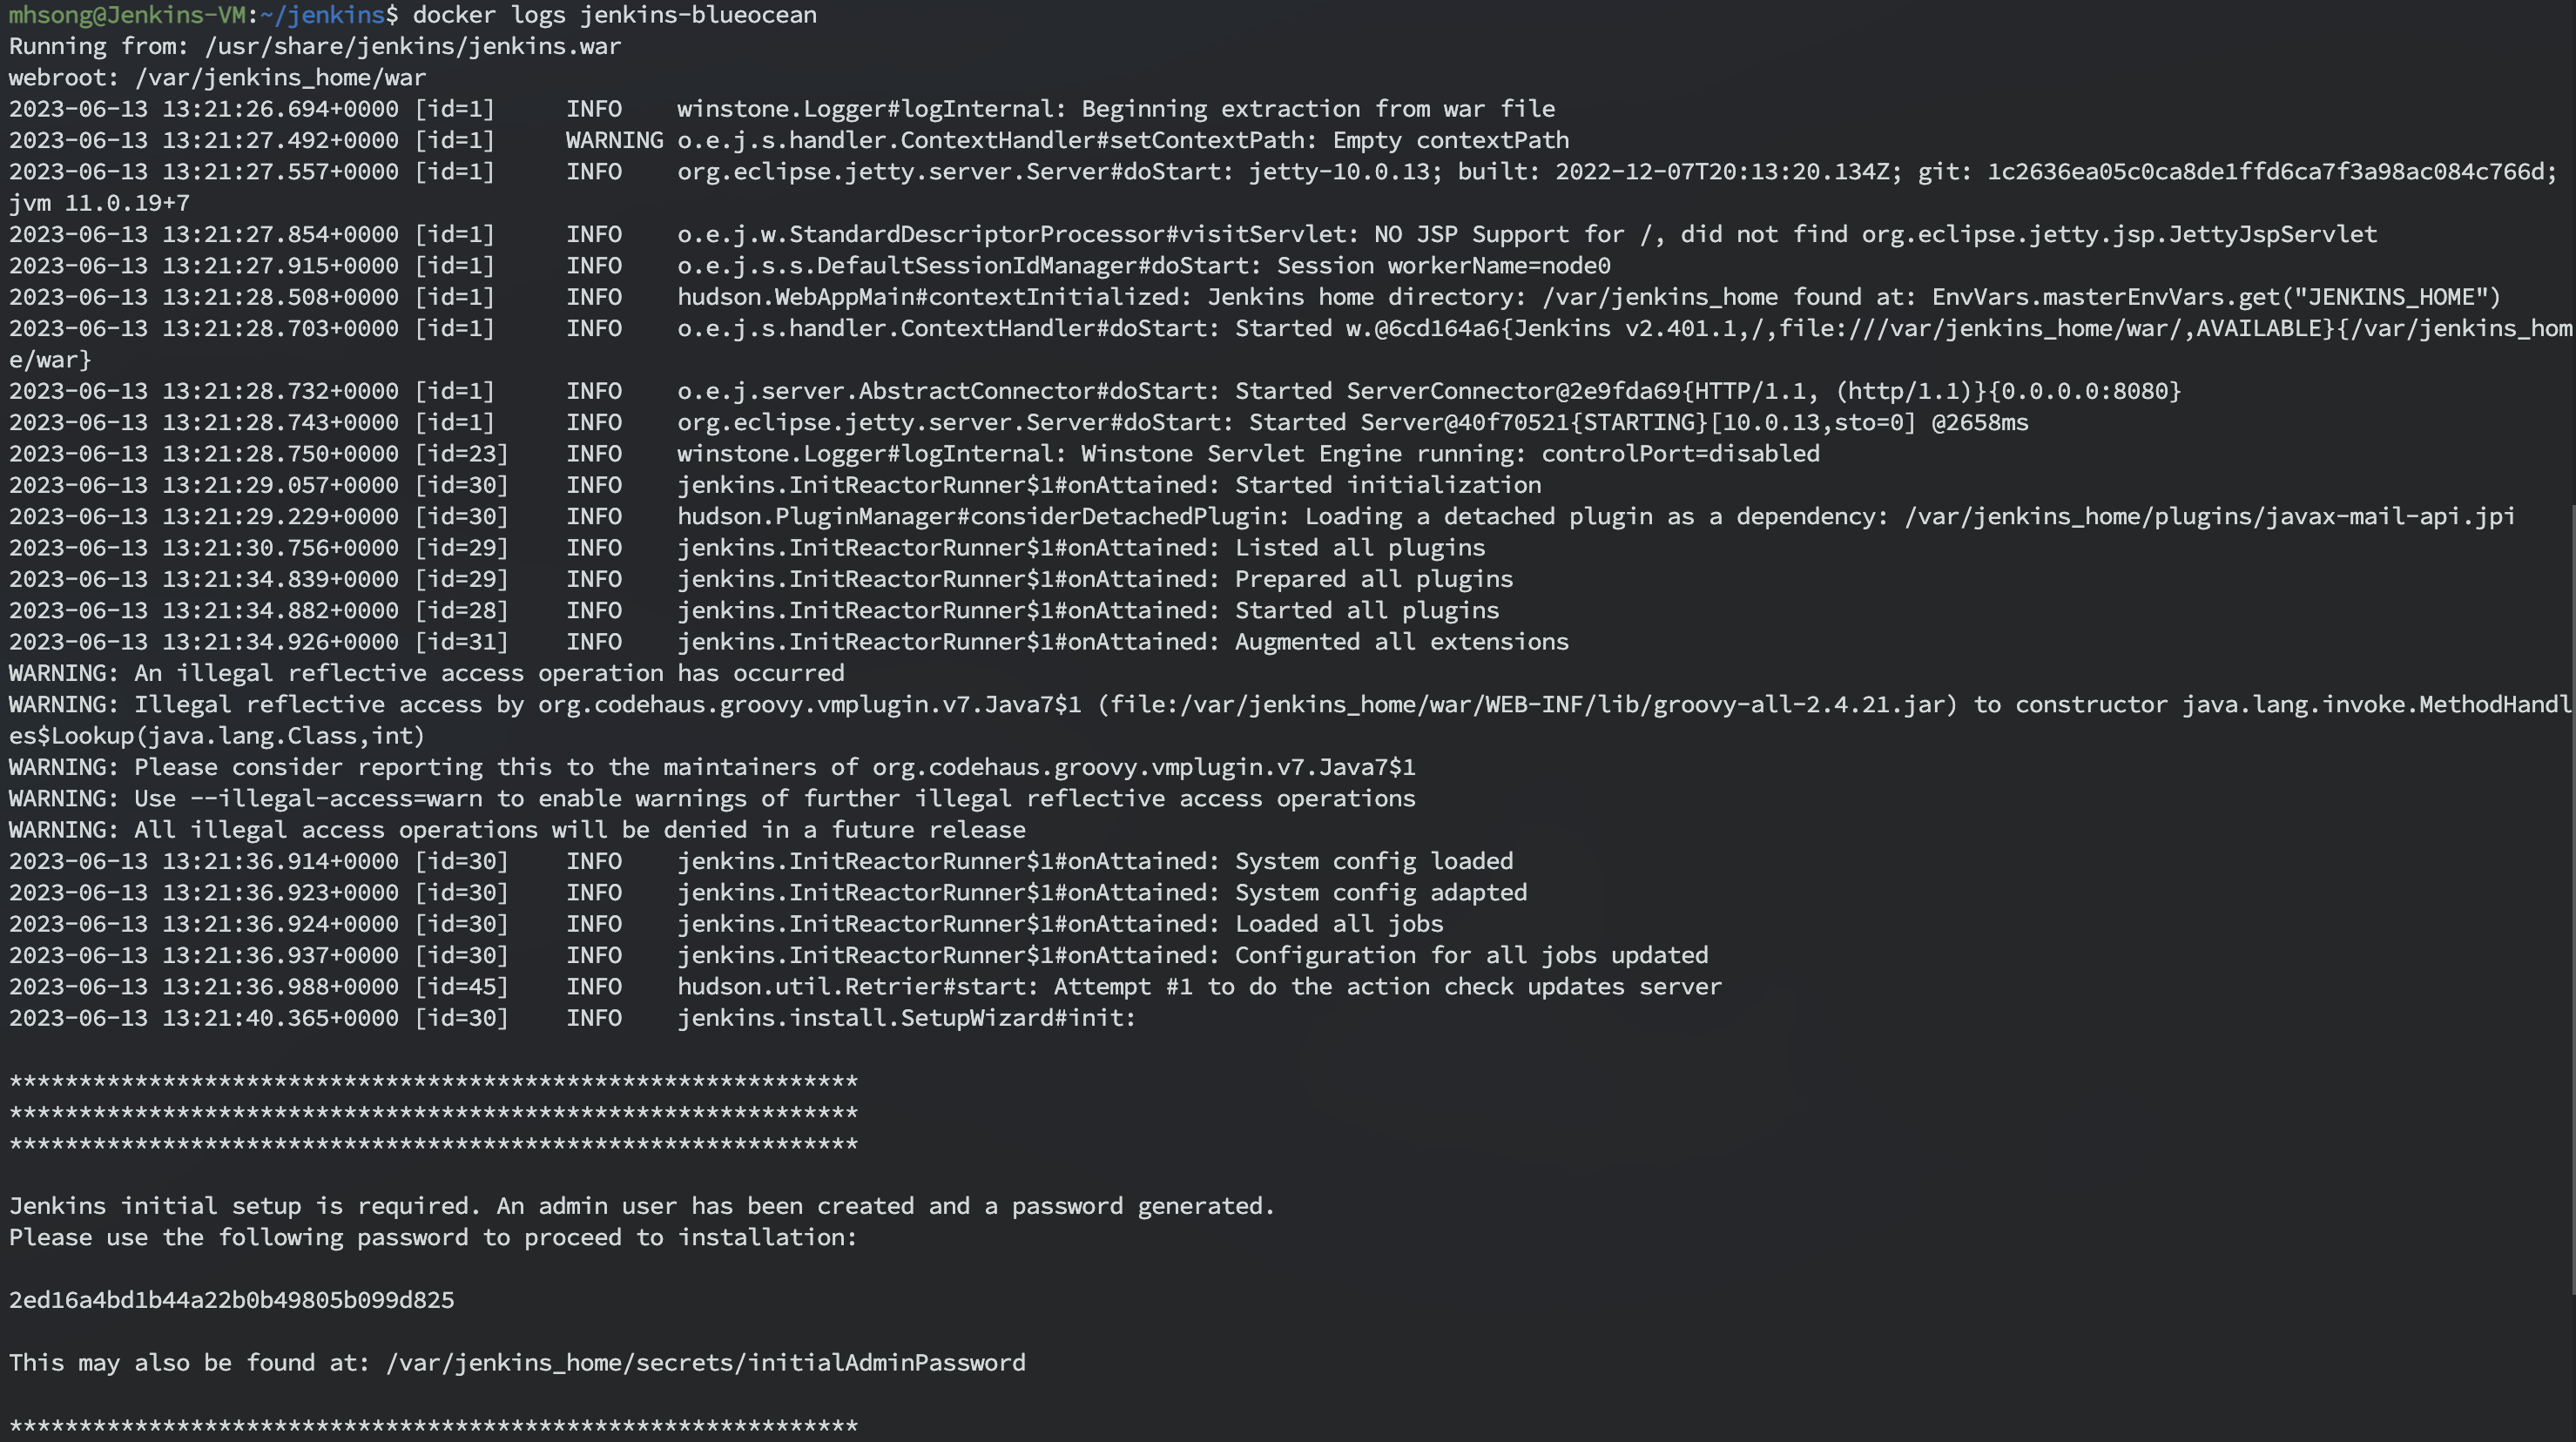 mhsong@Jenkins-VM:~/jenkins$ docker logs jenkins-blueocean
Running from: /usr/share/jenkins/jenkins.war
webroot: /var/jenkins_home/war
2023-06-13 13:21:26.694+0000 [id=1]     INFO    winstone.Logger#logInternal: Beginning extraction from war file
2023-06-13 13:21:27.492+0000 [id=1]     WARNING o.e.j.s.handler.ContextHandler#setContextPath: Empty contextPath
2023-06-13 13:21:27.557+0000 [id=1]     INFO    org.eclipse.jetty.server.Server#doStart: jetty-10.0.13; built: 2022-12-07T20:13:20.134Z; git: 1c2636ea05c0ca8de1ffd6ca7f3a98ac084c766d;
jvm 11.0.19+7
2023-06-13 13:21:27.854+0000 [id=1]     INFO    o.e.j.w.StandardDescriptorProcessor#visitServlet: NO JSP Support for /, did not find org.eclipse.jetty.jsp.JettyJspServlet
2023-06-13 13:21:27.915+0000 [id=1]     INFO    o.e.j.s.s.DefaultSessionIdManager#doStart: Session workerName=node0
2023-06-13 13:21:28.508+0000 [id=1]     INFO    hudson.WebAppMain#contextInitialized: Jenkins home directory: /var/jenkins_home found at: EnvVars.masterEnvVars.get("JENKINS_HOME")
2023-06-13 13:21:28.703+0000 [id=1]     INFO    o.e.j.s.handler.ContextHandler#doStart: Started w.@6cd164a6{Jenkins v2.401.1,/,file:///var/jenkins_home/war/,AVAILABLE}{/var/jenkins_hom
e/war}
2023-06-13 13:21:28.732+0000 [id=1]     INFO    o.e.j.server.AbstractConnector#doStart: Started ServerConnector@2e9fda69{HTTP/1.1, (http/1.1)}{0.0.0.0:8080}
2023-06-13 13:21:28.743+0000 [id=1]     INFO    org.eclipse.jetty.server.Server#doStart: Started Server@40f70521{STARTING}[10.0.13,sto=0] @2658ms
2023-06-13 13:21:28.750+0000 [id=23]    INFO    winstone.Logger#logInternal: Winstone Servlet Engine running: controlPort=disabled
2023-06-13 13:21:29.057+0000 [id=30]    INFO    jenkins.InitReactorRunner$1#onAttained: Started initialization
2023-06-13 13:21:29.229+0000 [id=30]    INFO    hudson.PluginManager#considerDetachedPlugin: Loading a detached plugin as a dependency: /var/jenkins_home/plugins/javax-mail-api.jpi
2023-06-13 13:21:30.756+0000 [id=29]    INFO    jenkins.InitReactorRunner$1#onAttained: Listed all plugins
2023-06-13 13:21:34.839+0000 [id=29]    INFO    jenkins.InitReactorRunner$1#onAttained: Prepared all plugins
2023-06-13 13:21:34.882+0000 [id=28]    INFO    jenkins.InitReactorRunner$1#onAttained: Started all plugins
2023-06-13 13:21:34.926+0000 [id=31]    INFO    jenkins.InitReactorRunner$1#onAttained: Augmented all extensions
WARNING: An illegal reflective access operation has occurred
WARNING: Illegal reflective access by org.codehaus.groovy.vmplugin.v7.Java7$1 (file:/var/jenkins_home/war/WEB-INF/lib/groovy-all-2.4.21.jar) to constructor java.lang.invoke.MethodHandl
es$Lookup(java.lang.Class,int)
WARNING: Please consider reporting this to the maintainers of org.codehaus.groovy.vmplugin.v7.Java7$1
WARNING: Use --illegal-access=warn to enable warnings of further illegal reflective access operations
WARNING: All illegal access operations will be denied in a future release
2023-06-13 13:21:36.914+0000 [id=30]    INFO    jenkins.InitReactorRunner$1#onAttained: System config loaded
2023-06-13 13:21:36.923+0000 [id=30]    INFO    jenkins.InitReactorRunner$1#onAttained: System config adapted
2023-06-13 13:21:36.924+0000 [id=30]    INFO    jenkins.InitReactorRunner$1#onAttained: Loaded all jobs
2023-06-13 13:21:36.937+0000 [id=30]    INFO    jenkins.InitReactorRunner$1#onAttained: Configuration for all jobs updated
2023-06-13 13:21:36.988+0000 [id=45]    INFO    hudson.util.Retrier#start: Attempt #1 to do the action check updates server
2023-06-13 13:21:40.365+0000 [id=30]    INFO    jenkins.install.SetupWizard#init:
*************************************************************
*************************************************************
*************************************************************
Jenkins initial setup is required. An admin user has been created and a password generated.
Please use the following password to proceed to installation:
2ed16a4bd1b44a22b0b49805b099d825
This may also be found at: /var/jenkins_home/secrets/initialAdminPassword
*************************************************************